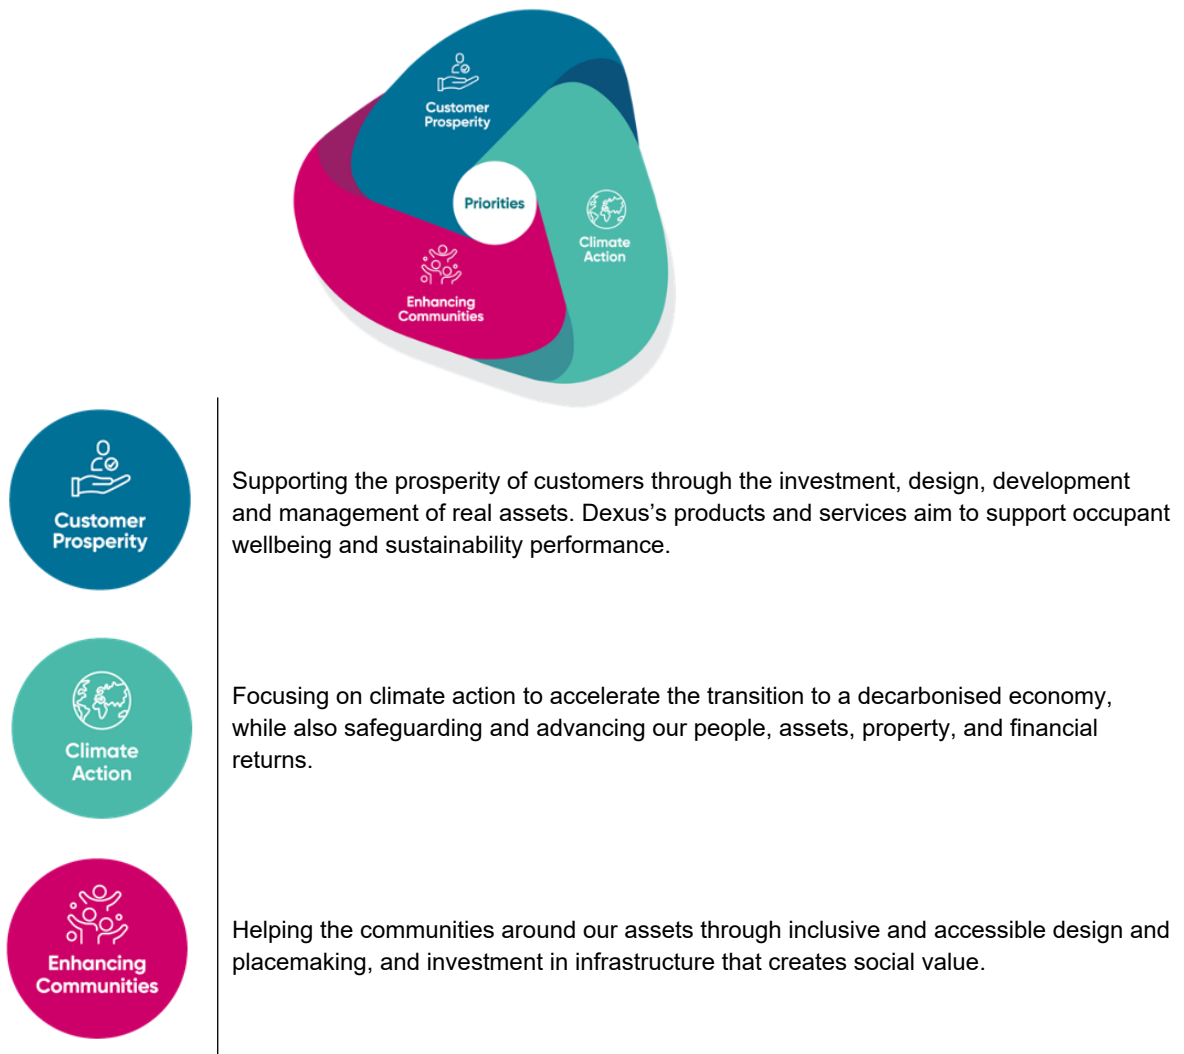 Customer
Prosperity
Priorities
Climate
Action
Enhancing
Communities
Customer
Prosperity
Supporting the prosperity of customers through the investment, design, development
and management of real assets. Dexus’s products and services aim to support occupant
wellbeing and sustainability performance.
Climate
Action
Focusing on climate action to accelerate the transition to a decarbonised economy,
while also safeguarding and advancing our people, assets, property, and financial
returns.
Enhancing
Communities
Helping the communities around our assets through inclusive and accessible design and
placemaking, and investment in infrastructure that creates social value.